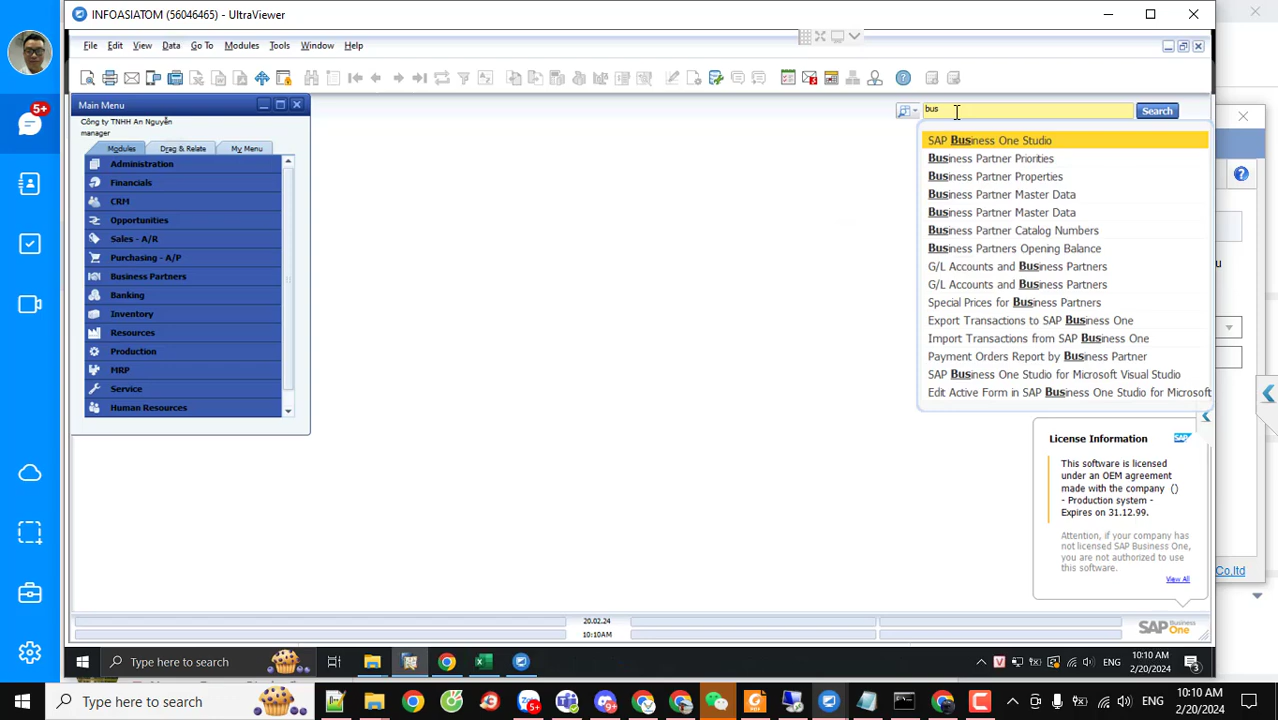 INFOASIATOM (56046465) - UltraViewer
File Edit View Data Go To Modules Tools Window Help
5+
Main Menu
Công ty TNHH An Nguyễn
manager
Modules Drag & Relate My Menu
Administration
Financials
CRM
Opportunities
Sales - A/R
Purchasing - A/P
Business Partners
Banking
Inventory
Resources
Production
MRP
Service
Human Resources
bus
Search
SAP Business One Studio
Business Partner Priorities
Business Partner Properties
Business Partner Master Data
Business Partner Master Data
Business Partner Catalog Numbers
Business Partners Opening Balance
G/L Accounts and Business Partners
G/L Accounts and Business Partners
Special Prices for Business Partners
Export Transactions to SAP Business One
Import Transactions from SAP Business One
Payment Orders Report by Business Partner
SAP Business One Studio for Microsoft Visual Studio
Edit Active Form in SAP Business One Studio for Microsoft
License Information
SAP
This software is licensed
under an OEM agreement
made with the company ()
- Production system -
Expires on 31.12.99.
Attention, if your company has
not licensed SAP Business One,
you are not authorized to use
this software.
View All
Co.ltd
20.02.24
10:10AM
SAP Business One
Type here to search
ENG
10:10 AM
2/20/2024
3
Type here to search
5+
ENG
10:10 AM
2/20/2024